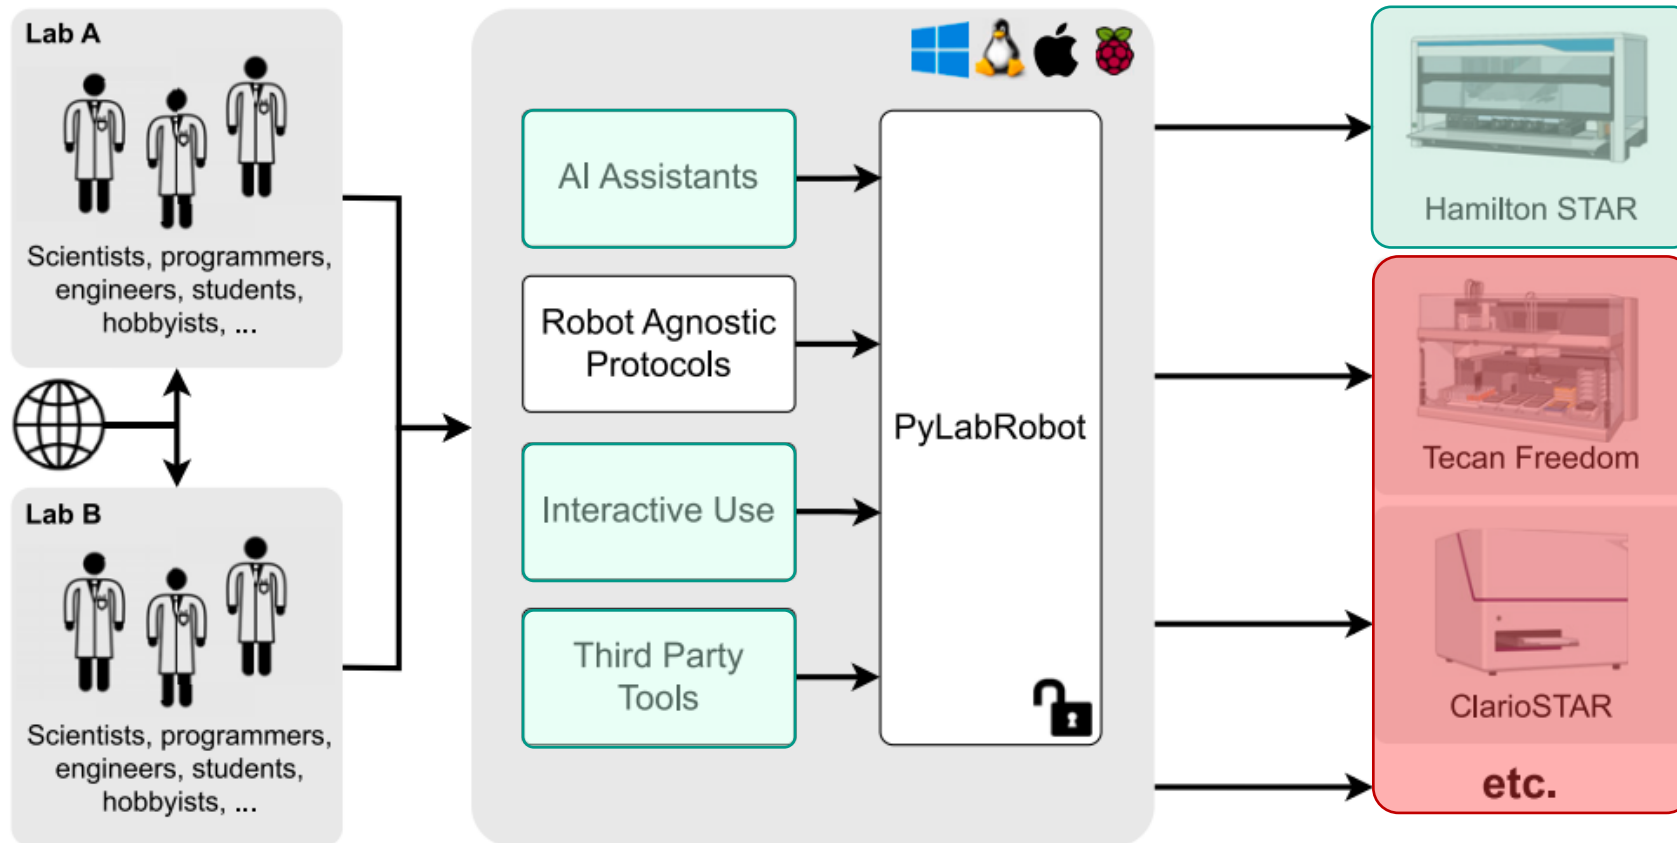 Lab A
Scientists, programmers,
engineers, students,
hobbyists, ...
Lab B
Scientists, programmers,
engineers, students,
hobbyists, ...
AI Assistants
Robot Agnostic
Protocols
Interactive Use
Third Party
Tools
PyLabRobot
Hamilton STAR
Tecan Freedom
ClarioSTAR
etc.